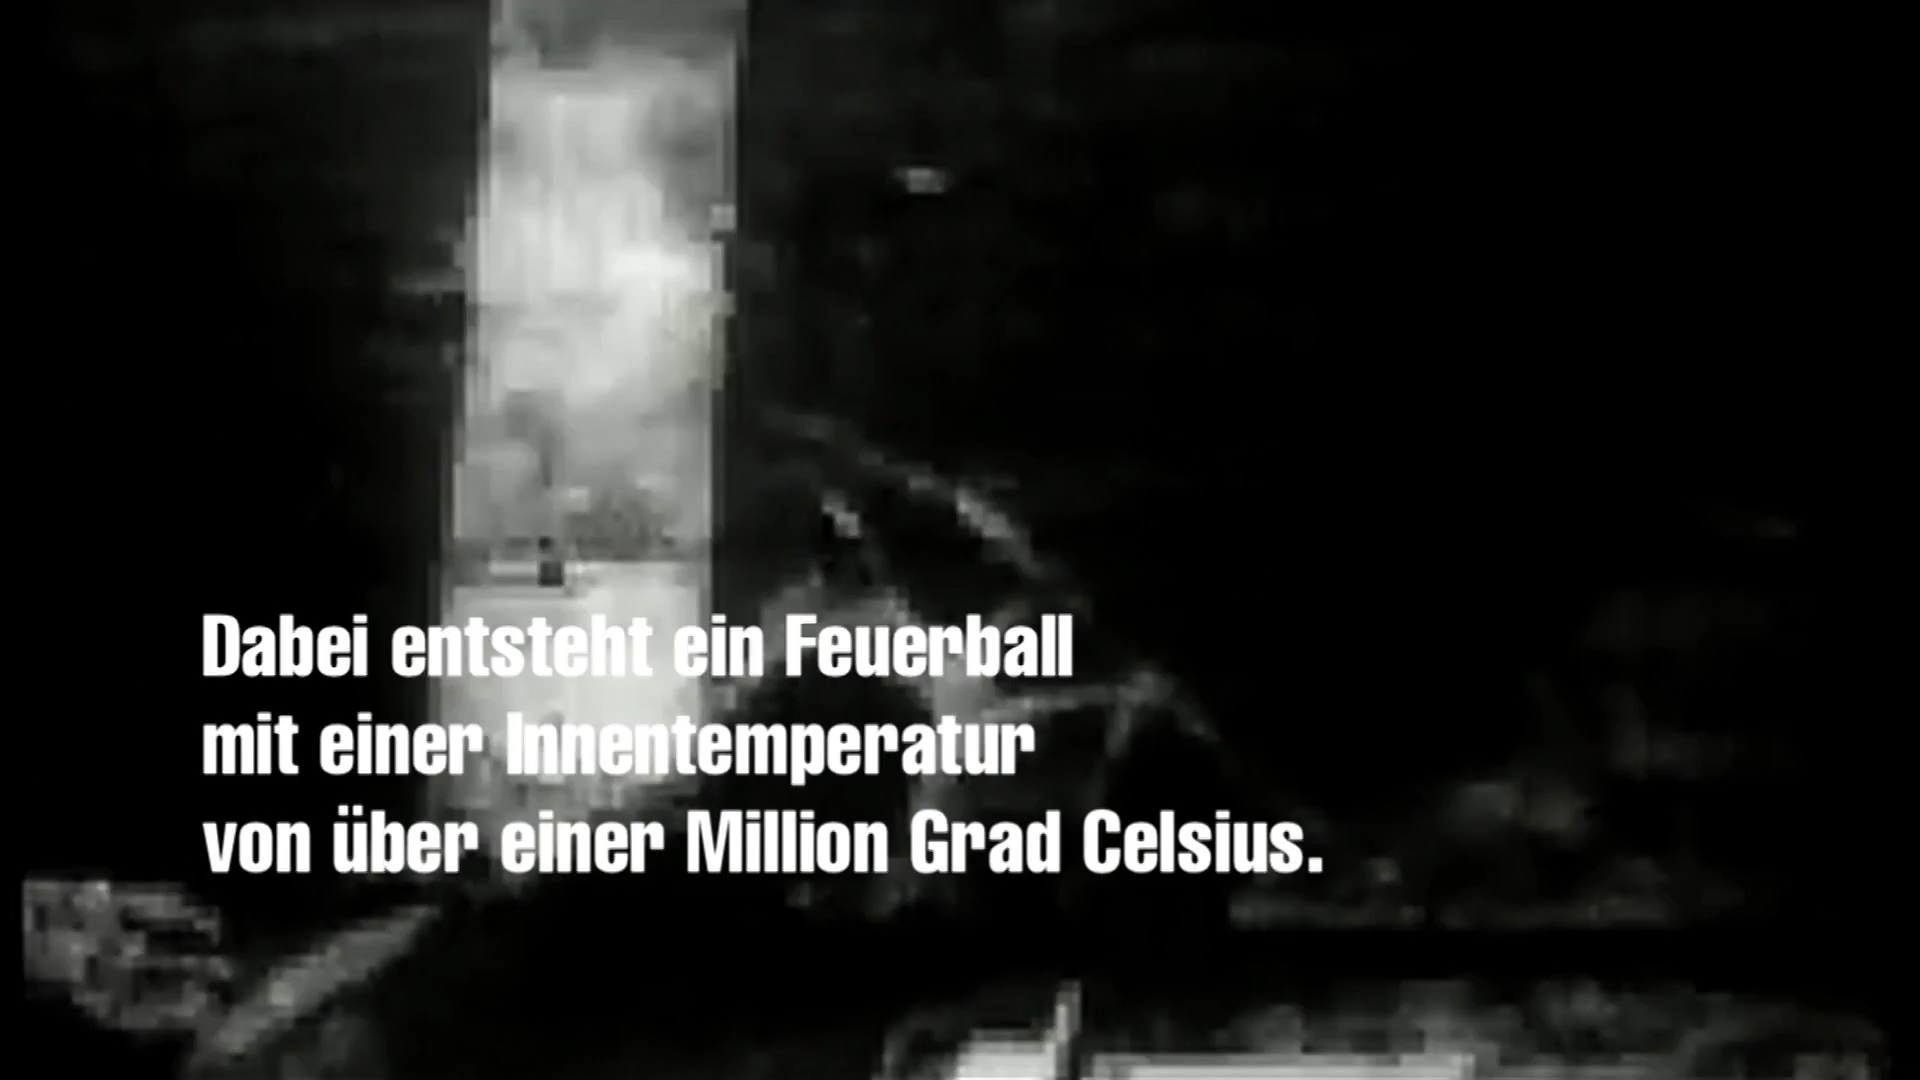 Dabei entsteht ein Feuerball
mit einer Innentemperatur
von über einer Million Grad Celsius.